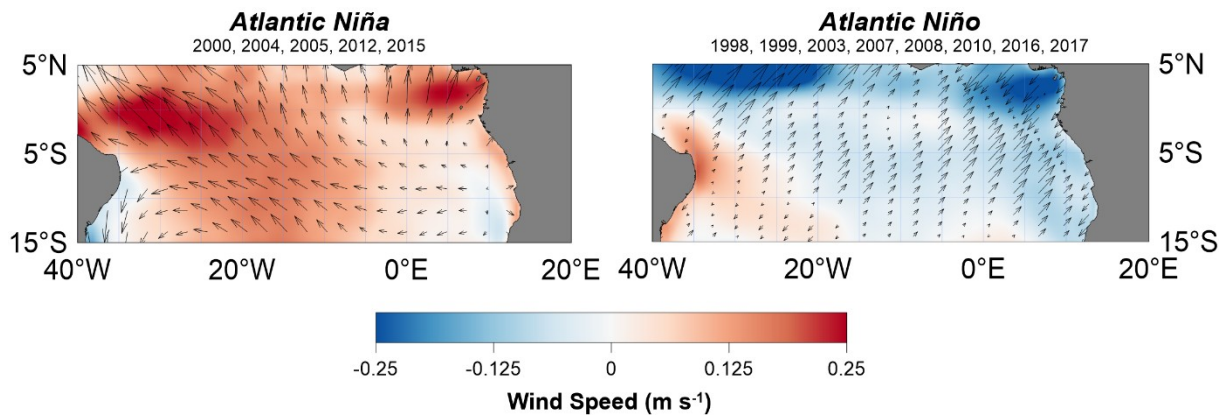 Atlantic Niña
2000, 2004, 2005, 2012, 2015
Atlantic Niño
1998, 1999, 2003, 2007, 2008, 2010, 2016, 2017
5°N
5°S
15°S
40°W
20°W
0°E
20°E
5°N
5°S
15°S
40°W
20°W
0°E
20°E
-0.25
-0.125
0
0.125
0.25
Wind Speed (m s⁻¹)